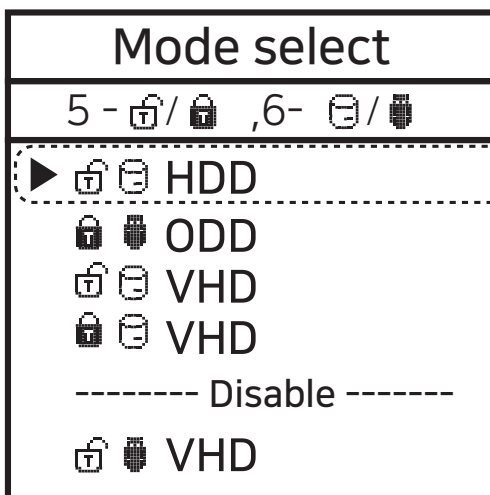 Mode select
5 - / ,6- /
HDD
ODD
VHD
VHD
-------- Disable -------
VHD